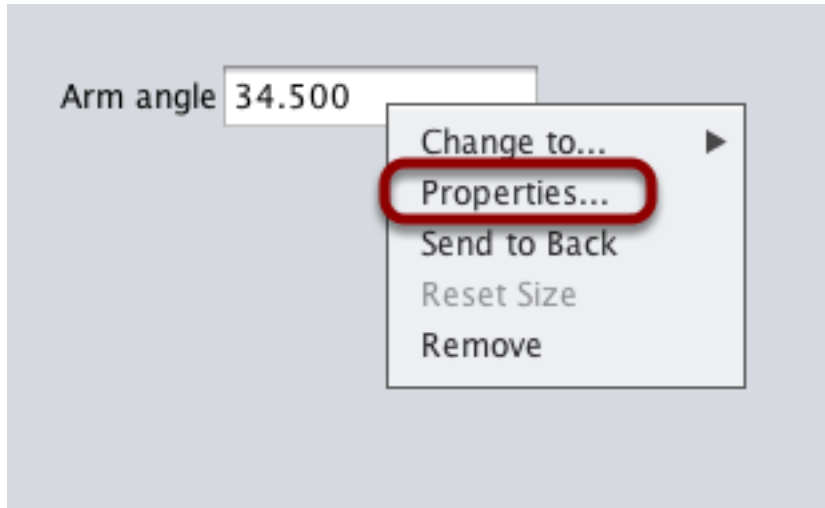 Arm angle 34.500
Change to...
Properties...
Send to Back
Reset Size
Remove